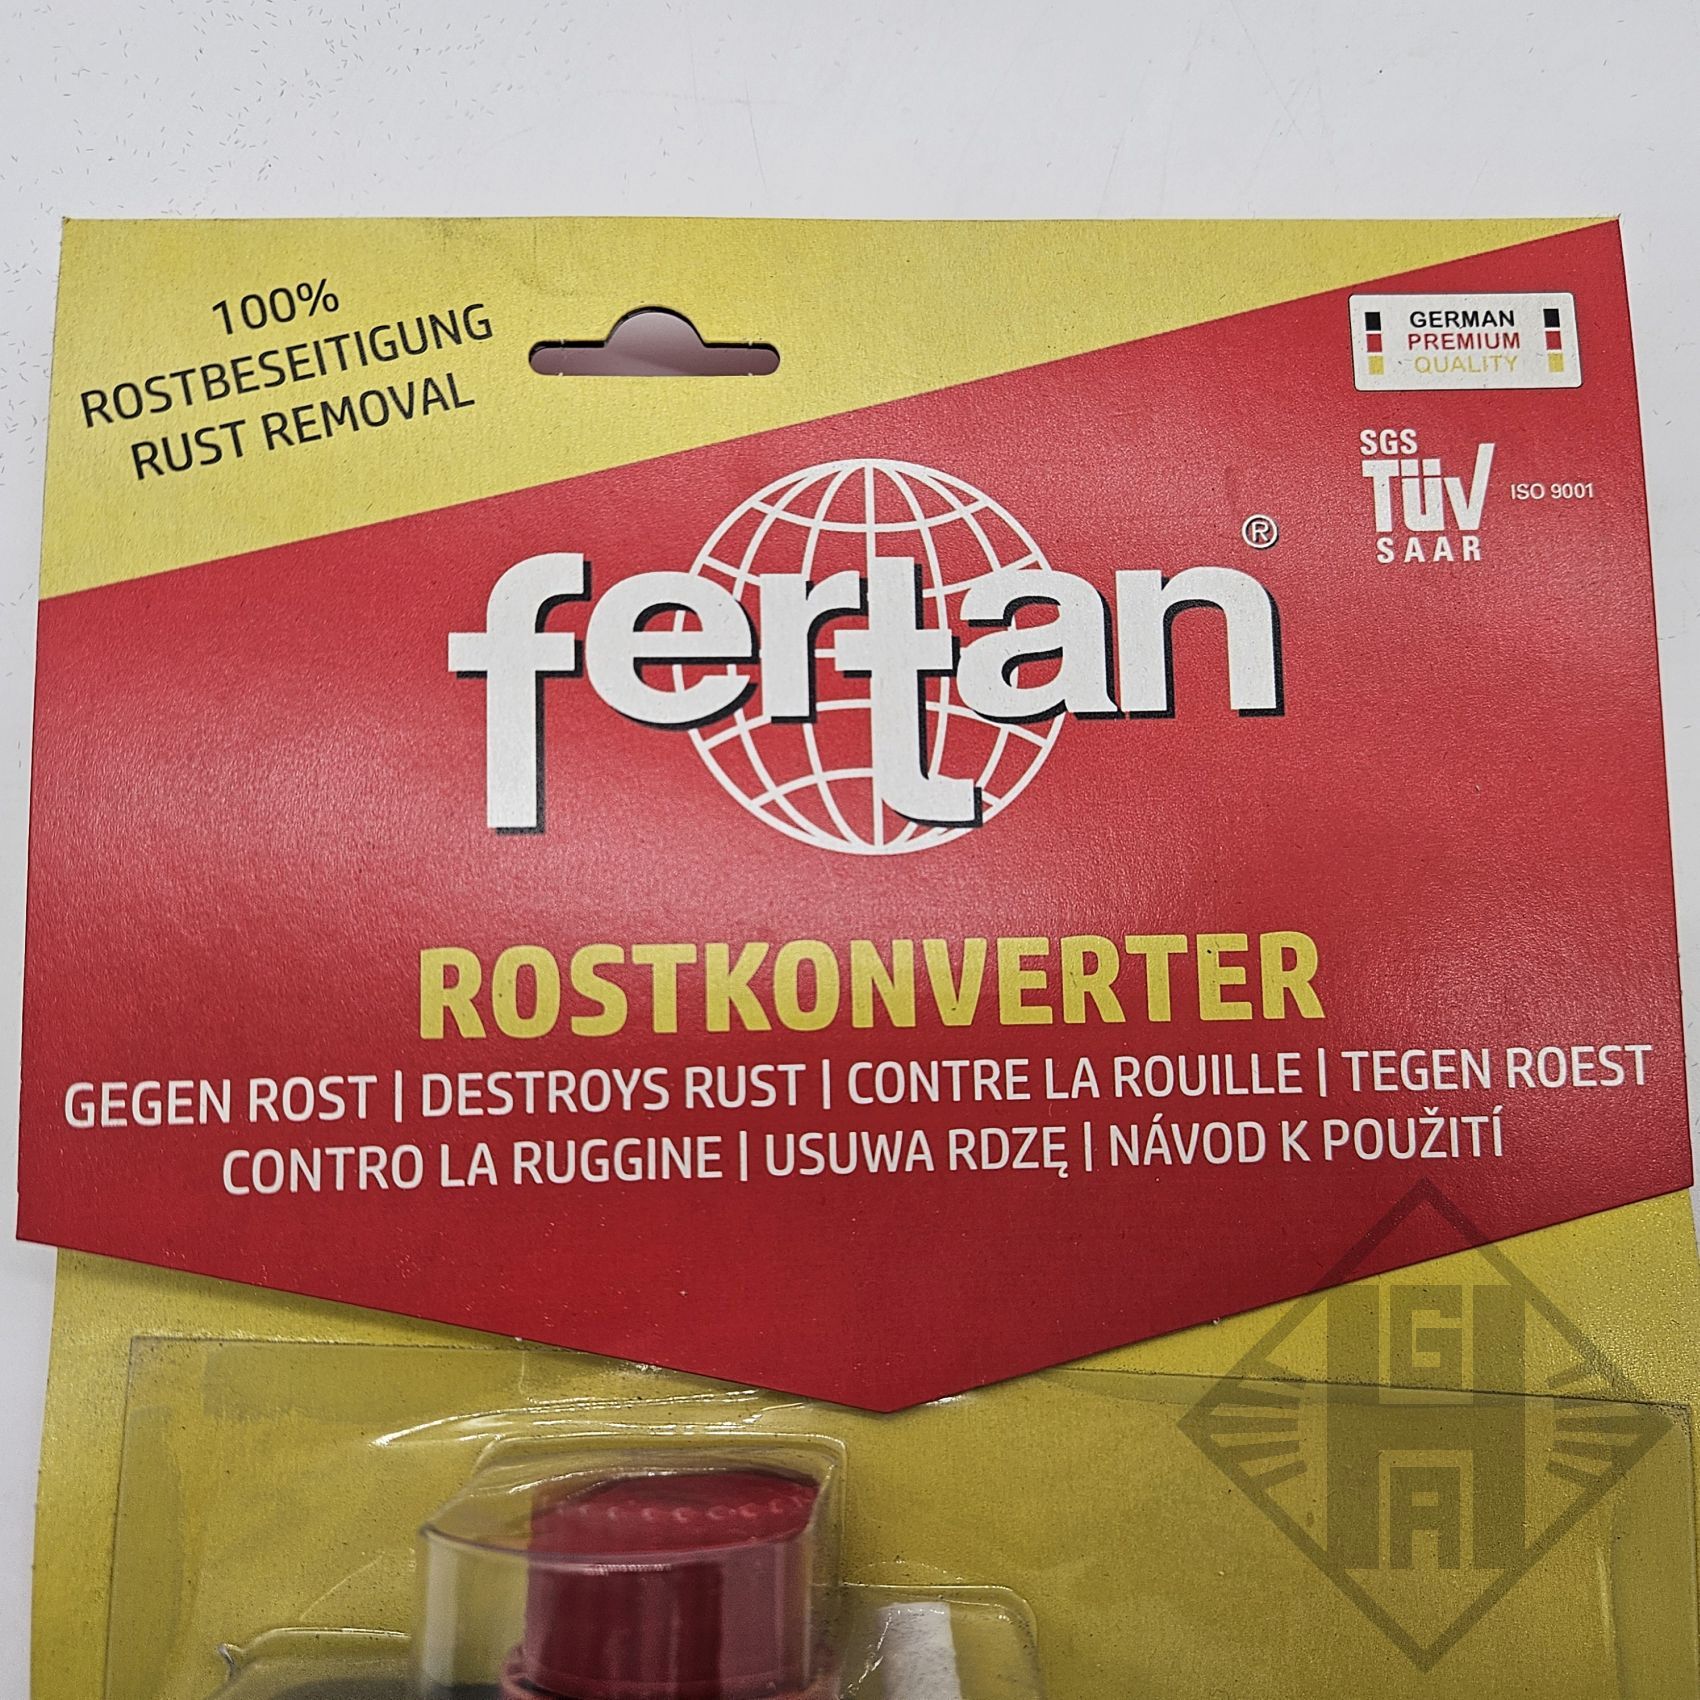 100%
ROSTBESEITIGUNG
RUST REMOVAL
GERMAN
PREMIUM
QUALITY
SGS
TÜV
SAAR
ISO 9001
fertan®
ROSTKONVERTER
GEGEN ROST | DESTROYS RUST | CONTRE LA ROUILLE | TEGEN ROEST
CONTRO LA RUGGINE | USUWA RDZĘ | NÁVOD K POUŽITÍ
G
H
A